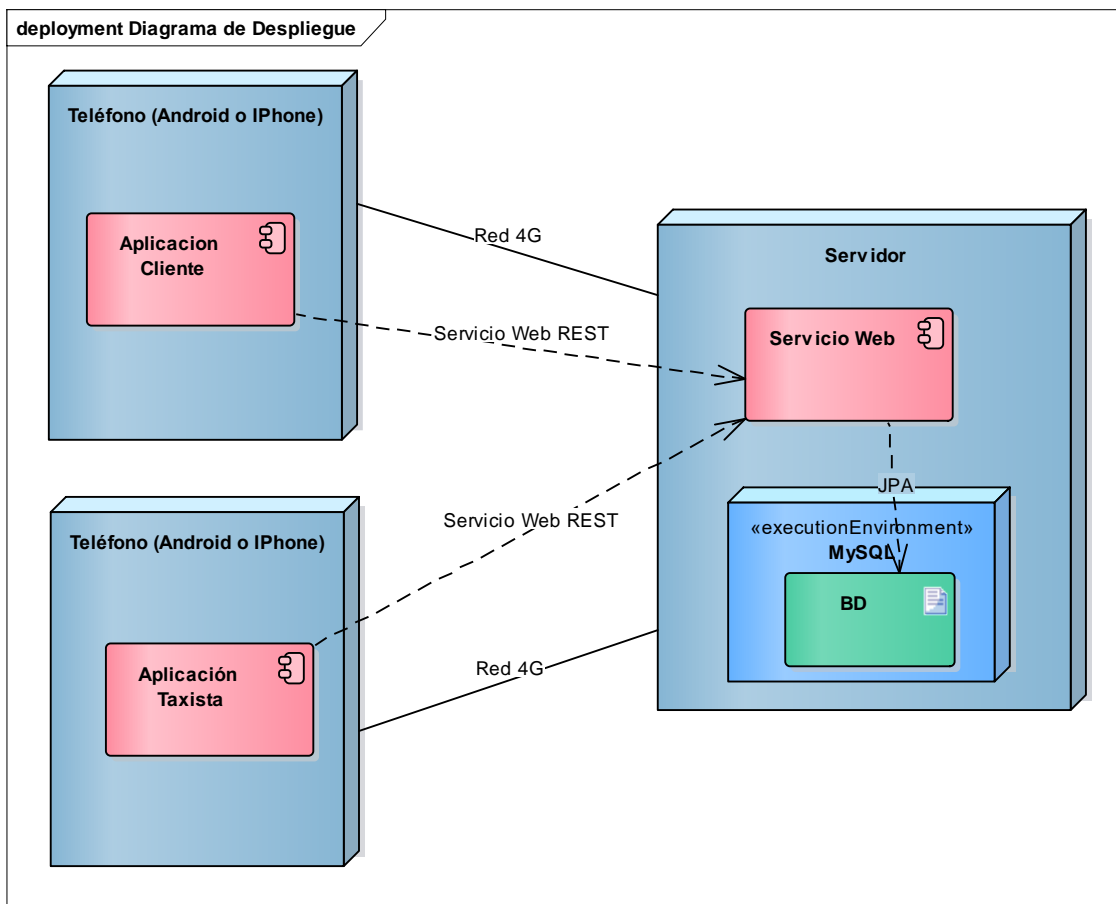 deployment Diagrama de Despliegue
Teléfono (Android o IPhone)
Aplicacion
Cliente
Red 4G
Servicio Web REST
Servidor
Servicio Web
JPA
«executionEnvironment»
MySQL
BD
Teléfono (Android o IPhone)
Servicio Web REST
Aplicación
Taxista
Red 4G